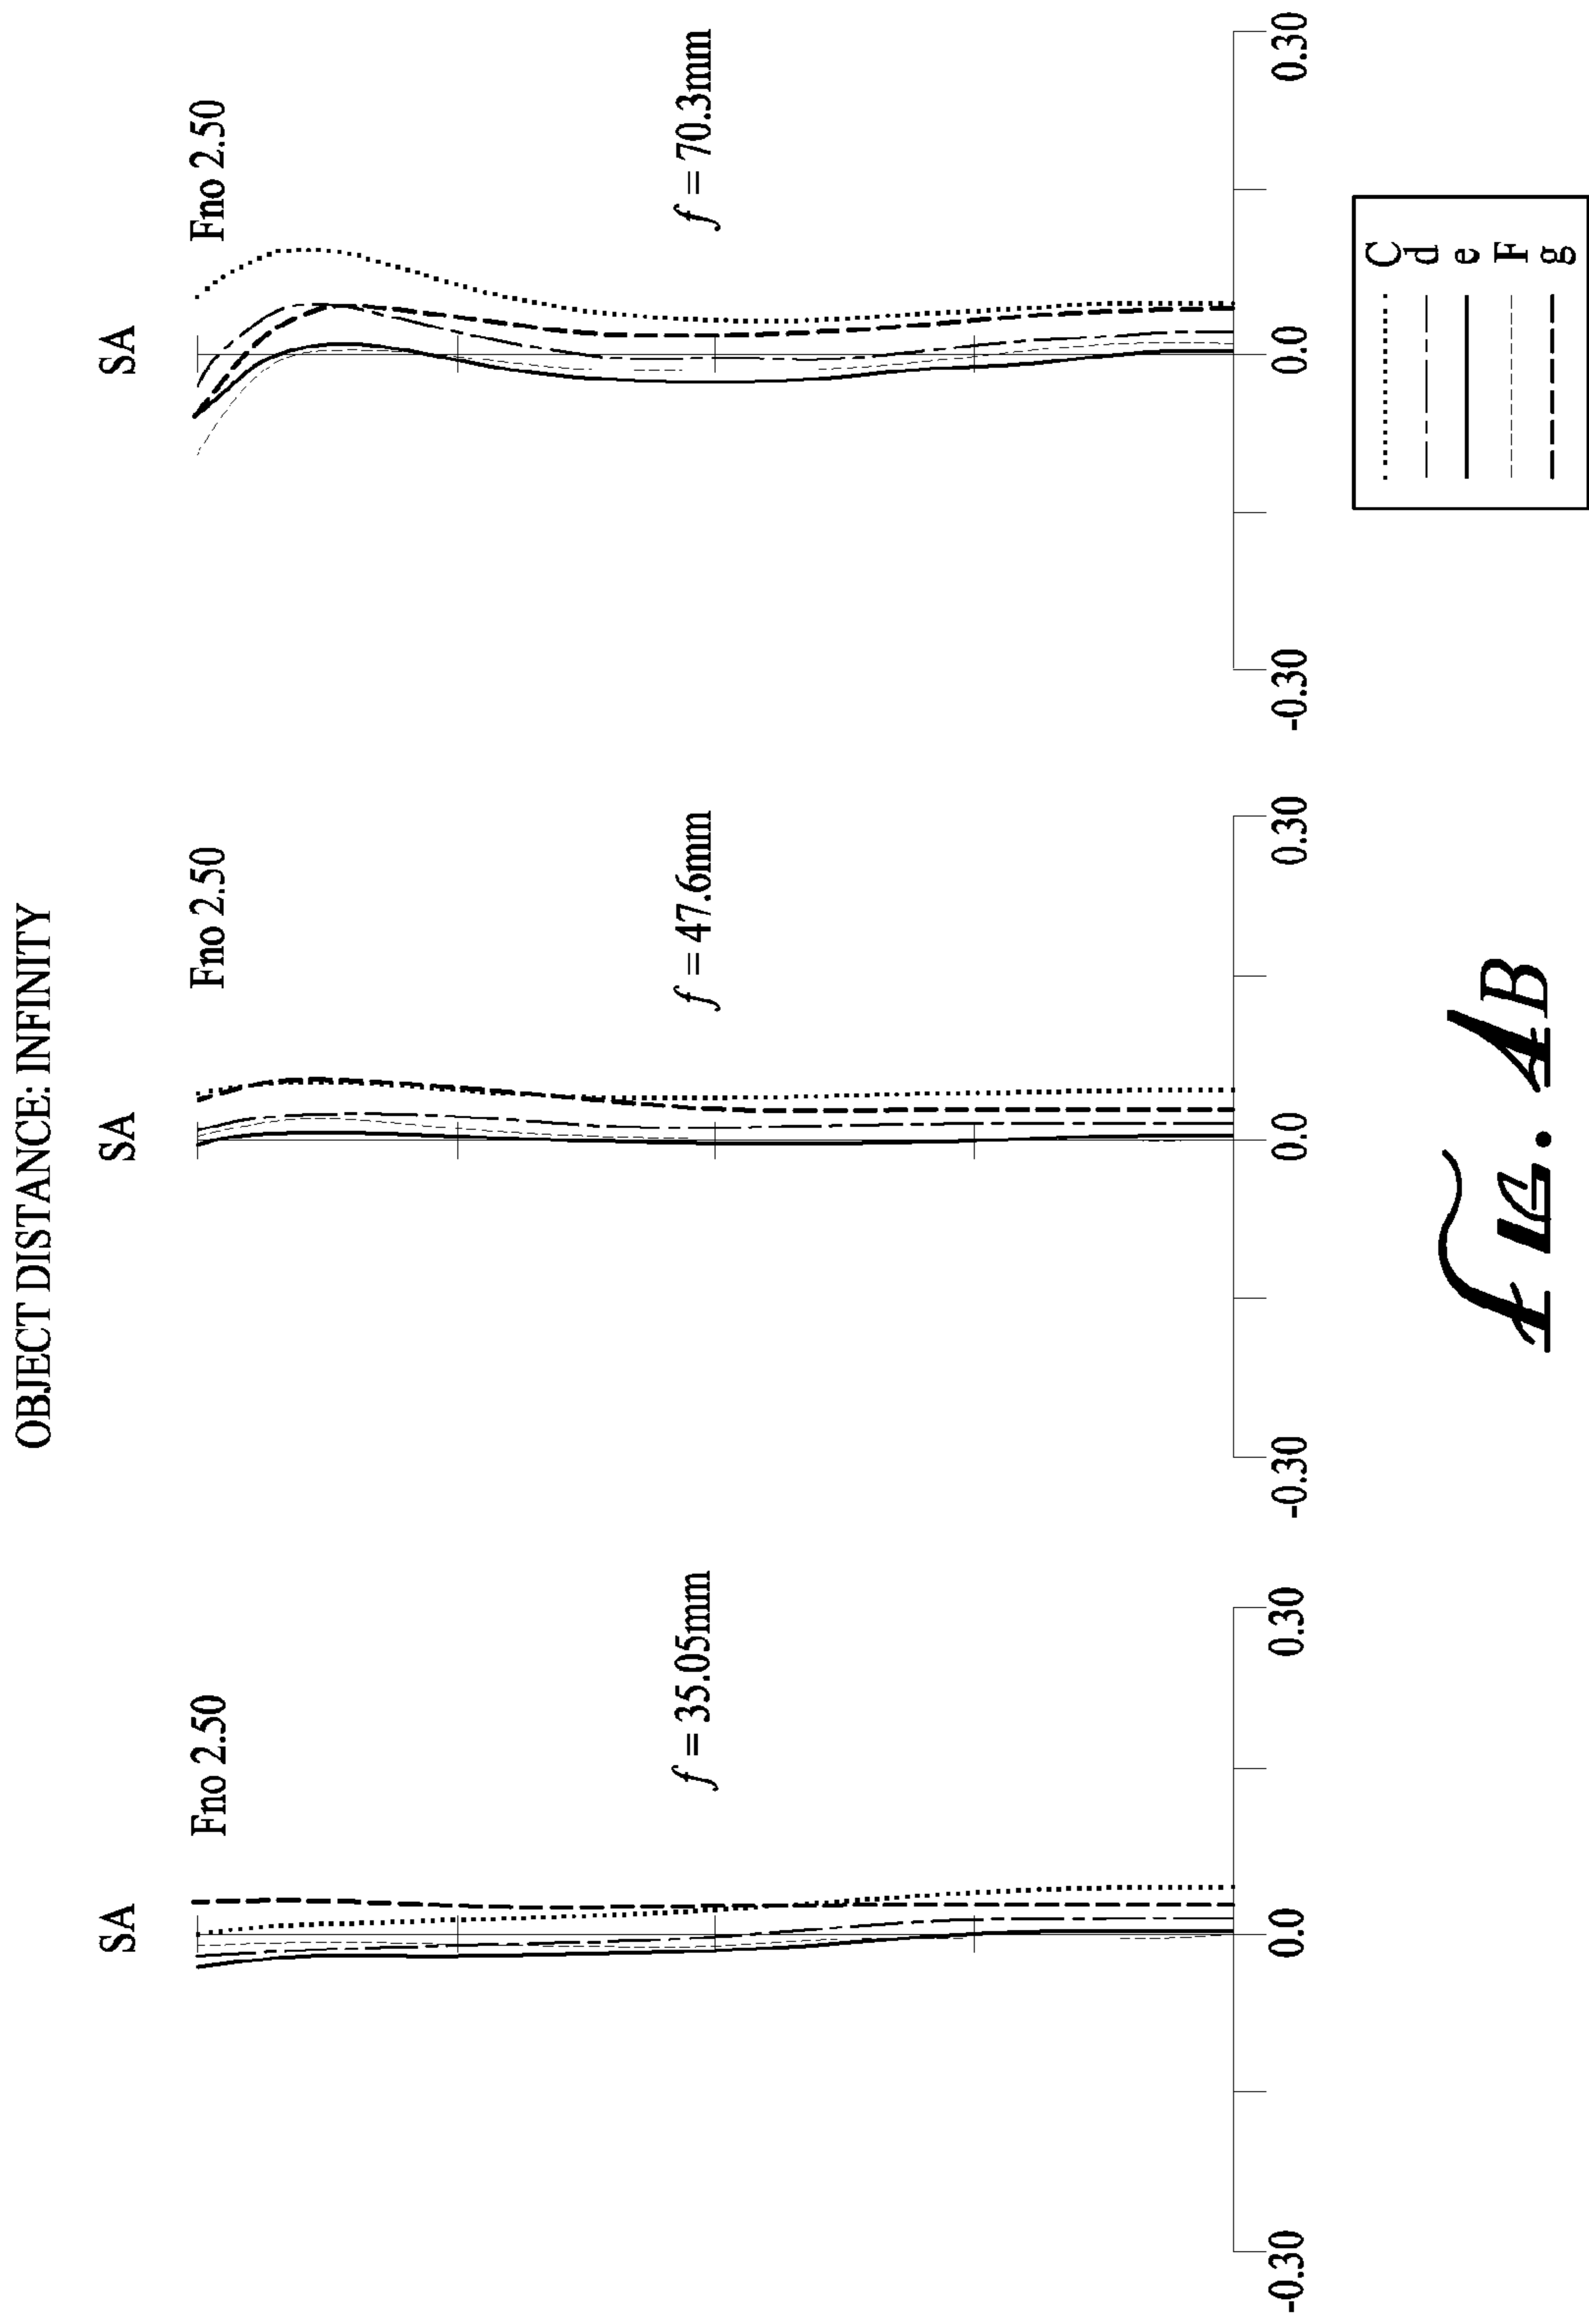 OBJECT DISTANCE: INFINITY
SA
Fno 2.50
f = 35.05mm
-0.30
0.0
0.30
SA
Fno 2.50
f = 47.6mm
-0.30
0.0
0.30
SA
Fno 2.50
f = 70.3mm
-0.30
0.0
0.30
C
d
e
F
g
FIG. 4B